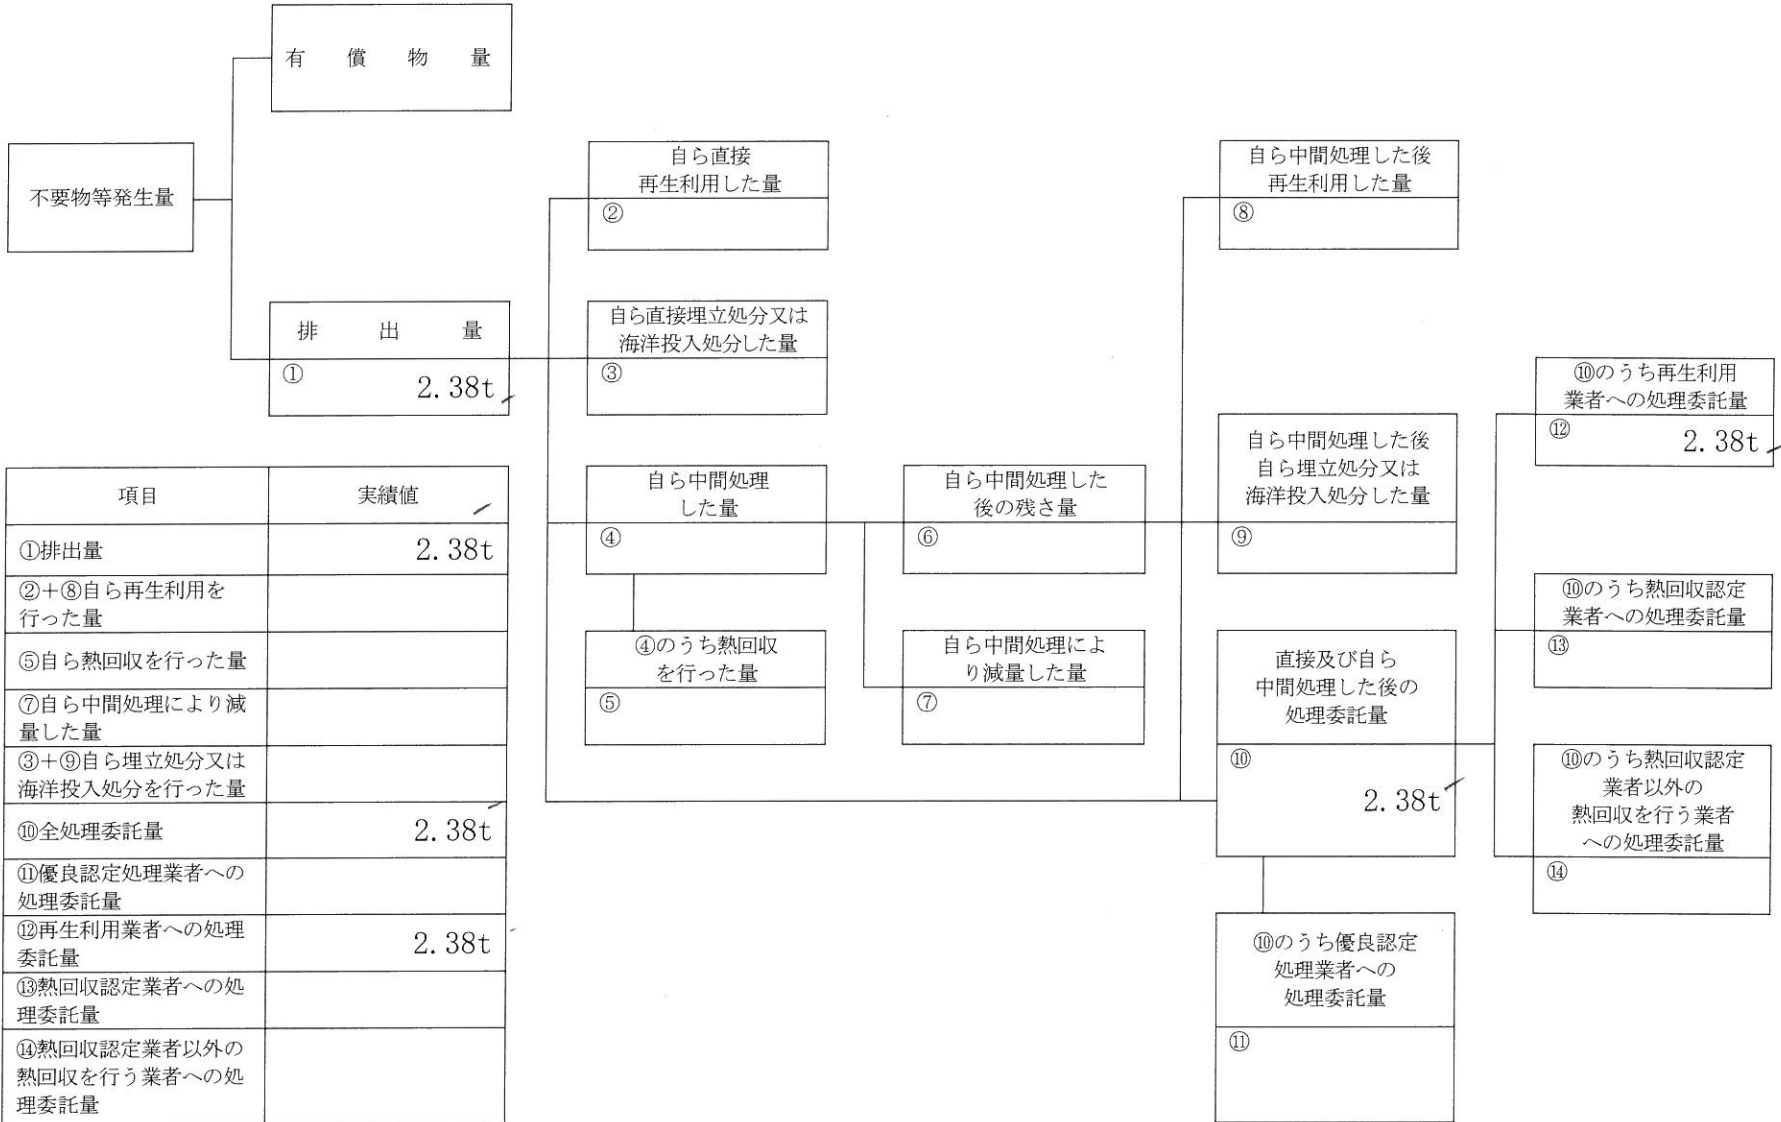 有償物量
不要物等発生量
排出量
①
2.38t
自ら直接
再生利用した量
②
自ら直接埋立処分又は
海洋投入処分した量
③
自ら中間処理
した量
④
④のうち熱回収
を行った量
⑤
自ら中間処理した
後の残さ量
⑥
自ら中間処理によ
り減量した量
⑦
自ら中間処理した後
再生利用した量
⑧
自ら中間処理した後
自ら埋立処分又は
海洋投入処分した量
⑨
直接及び自ら
中間処理した後の
処理委託量
⑩
2.38t
⑩のうち優良認定
処理業者への
処理委託量
⑪
⑩のうち再生利用
業者への処理委託量
⑫
2.38t
⑩のうち熱回収認定
業者への処理委託量
⑬
⑩のうち熱回収認定
業者以外の
熱回収を行う業者
への処理委託量
⑭
項目 実績値
①排出量 2.38t
②+⑧自ら再生利用を
行った量
⑤自ら熱回収を行った量
⑦自ら中間処理により減
量した量
③+⑨自ら埋立処分又は
海洋投入処分を行った量
⑩全処理委託量 2.38t
⑪優良認定処理業者への
処理委託量
⑫再生利用業者への処理
委託量 2.38t
⑬熱回収認定業者への処
理委託量
⑭熱回収認定業者以外の
熱回収を行う業者への処
理委託量